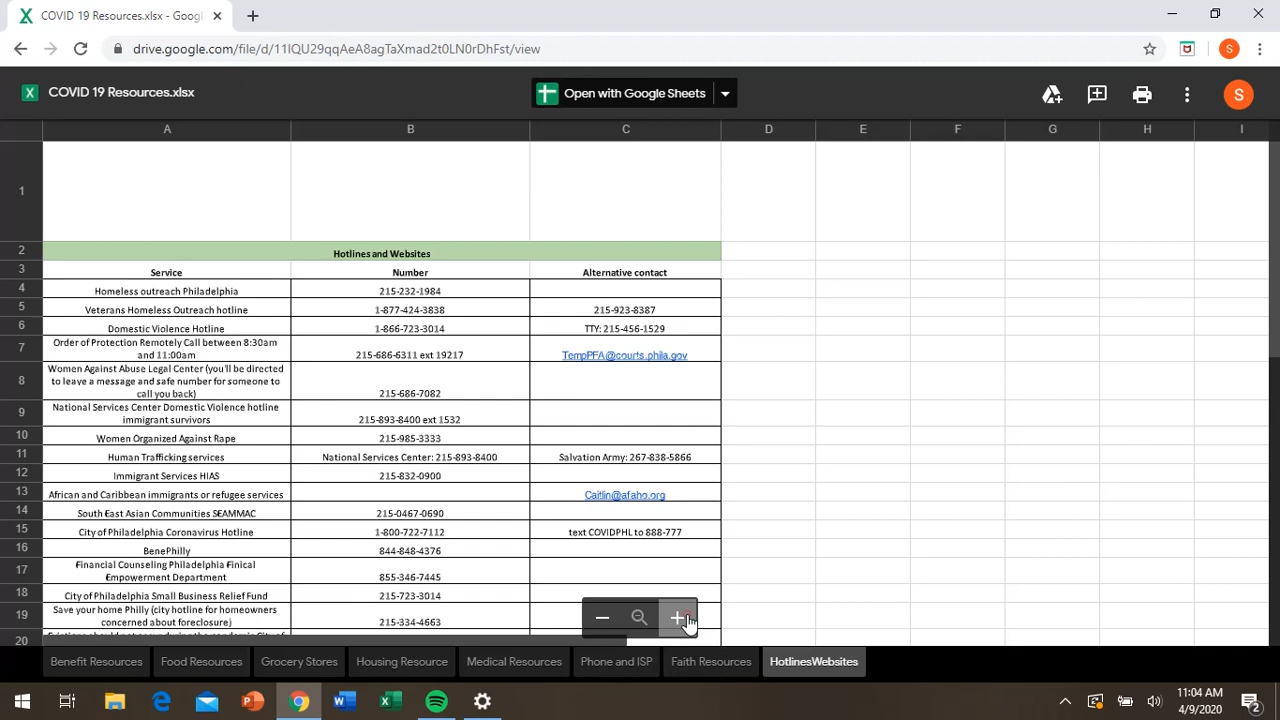 COVID 19 Resources.xlsx - Goog
drive.google.com/file/d/11IQU29qqAeA8agTaXmad2t0LN0rDhFst/view
S
COVID 19 Resources.xlsx
Open with Google Sheets
S
A B C D E F G H I
1
2 Hotlines and Websites
3 Service Number Alternative contact
4 Homeless outreach Philadelphia 215-232-1984
5 Veterans Homeless Outreach hotline 1-877-424-3838 215-923-8387
6 Domestic Violence Hotline 1-866-723-3014 TTY: 215-456-1529
Order of Protection Remotely Call between 8:30am
7 and 11:00am 215-686-6311 ext 19217 TempPFA@courts.phila.gov
Women Against Abuse Legal Center (you'll be directed
8 to leave a message and safe number for someone to
call you back) 215-686-7082
National Services Center Domestic Violence hotline
9 immigrant survivors 215-893-8400 ext 1532
10 Women Organized Against Rape 215-985-3333
11 Human Trafficking services National Services Center: 215-893-8400 Salvation Army: 267-838-5866
12 Immigrant Services HIAS 215-832-0900
13 African and Caribbean immigrants or refugee services Caitlin@afaho.org
14 South East Asian Communities SEAMMAC 215-0467-0690
15 City of Philadelphia Coronavirus Hotline 1-800-722-7112 text COVIDPHL to 888-777
16 BenePhilly 844-848-4376
Financial Counseling Philadelphia Finical
17 Empowerment Department 855-346-7445
18 City of Philadelphia Small Business Relief Fund 215-723-3014
Save your home Philly (city hotline for homeowners
19 concerned about foreclosure) 215-334-4663
20
Benefit Resources Food Resources Grocery Stores Housing Resource Medical Resources Phone and ISP Faith Resources HotlinesWebsites
11:04 AM
4/9/2020
2